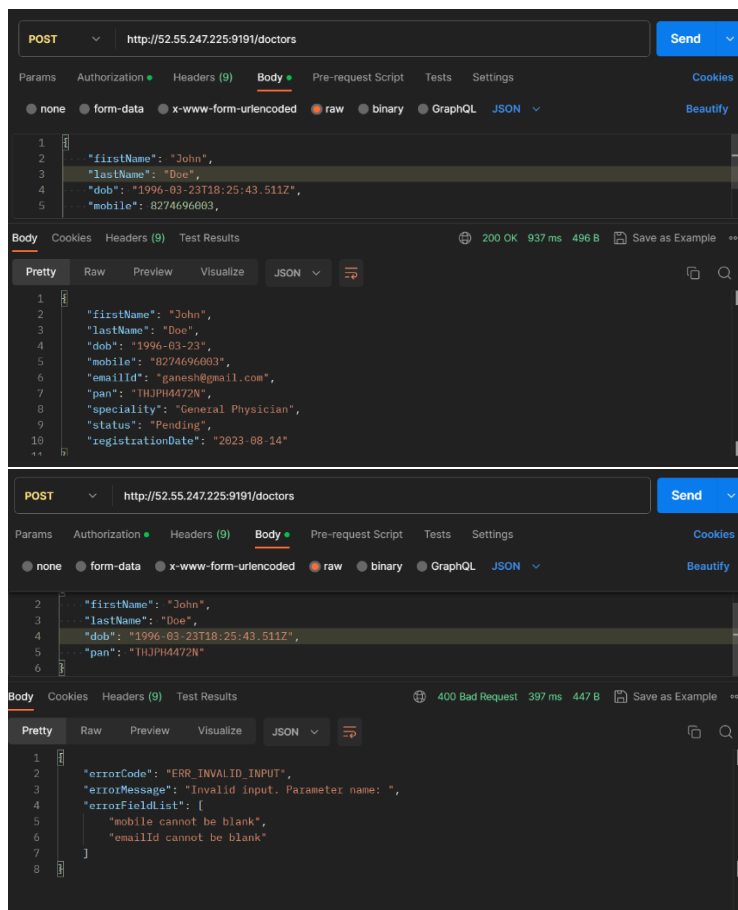 POST http://52.55.247.225:9191/doctors Send
Params Authorization Headers (9) Body Pre-request Script Tests Settings Cookies
none form-data x-www-form-urlencoded raw binary GraphQL JSON Beautify
1 {
2 "firstName": "John",
3 "lastName": "Doe",
4 "dob": "1996-03-23T18:25:43.511Z",
5 "mobile": 8274696003,
Body Cookies Headers (9) Test Results 200 OK 937 ms 496 B Save as Example
Pretty Raw Preview Visualize JSON
1 {
2 "firstName": "John",
3 "lastName": "Doe",
4 "dob": "1996-03-23",
5 "mobile": "8274696003",
6 "emailId": "ganesh@gmail.com",
7 "pan": "THJPH4472N",
8 "speciality": "General Physician",
9 "status": "Pending",
10 "registrationDate": "2023-08-14"
11 }
POST http://52.55.247.225:9191/doctors Send
Params Authorization Headers (9) Body Pre-request Script Tests Settings Cookies
none form-data x-www-form-urlencoded raw binary GraphQL JSON Beautify
2 "firstName": "John",
3 "lastName": "Doe",
4 "dob": "1996-03-23T18:25:43.511Z",
5 "pan": "THJPH4472N"
6 }
Body Cookies Headers (9) Test Results 400 Bad Request 397 ms 447 B Save as Example
Pretty Raw Preview Visualize JSON
1 {
2 "errorCode": "ERR_INVALID_INPUT",
3 "errorMessage": "Invalid input. Parameter name: ",
4 "errorFieldList": [
5 "mobile cannot be blank",
6 "emailId cannot be blank"
7 ]
8 }